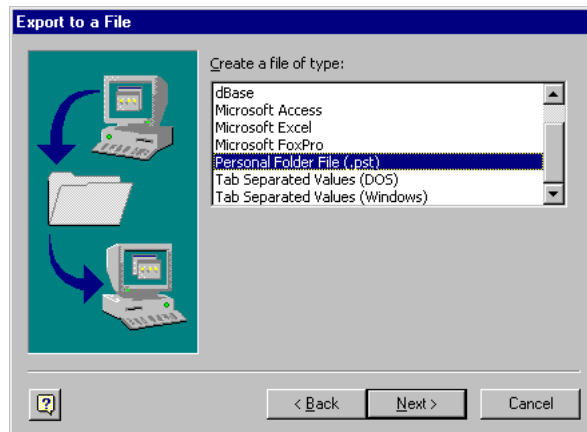 Export to a File
Create a file of type:
dBase
Microsoft Access
Microsoft Excel
Microsoft FoxPro
Personal Folder File (.pst)
Tab Separated Values (DOS)
Tab Separated Values (Windows)
?
< Back
Next >
Cancel